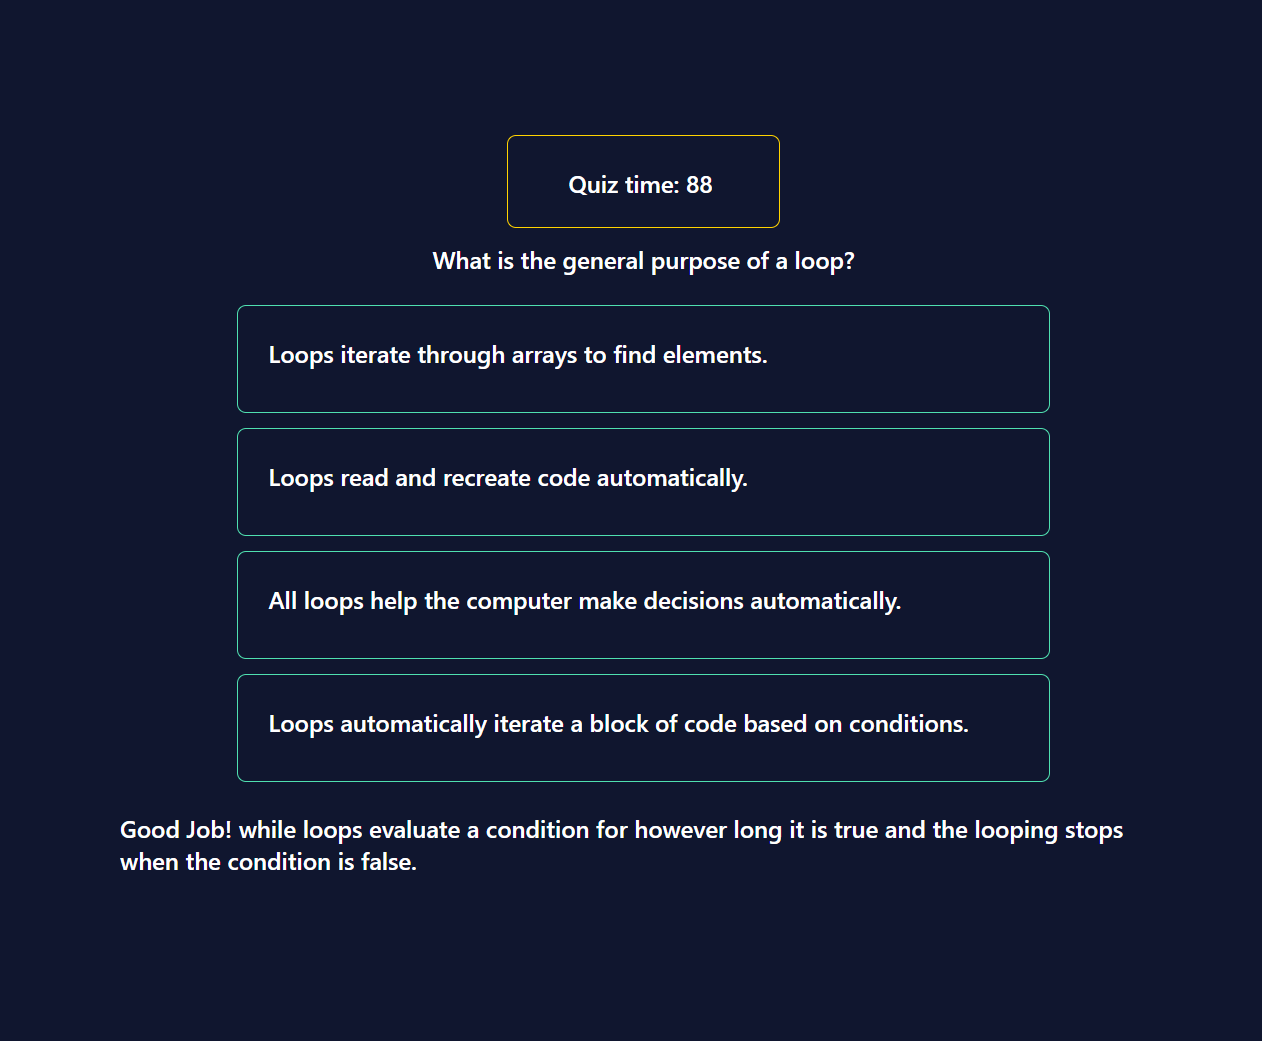 Quiz time: 88
What is the general purpose of a loop?
Loops iterate through arrays to find elements.
Loops read and recreate code automatically.
All loops help the computer make decisions automatically.
Loops automatically iterate a block of code based on conditions.
Good Job! while loops evaluate a condition for however long it is true and the looping stops
when the condition is false.